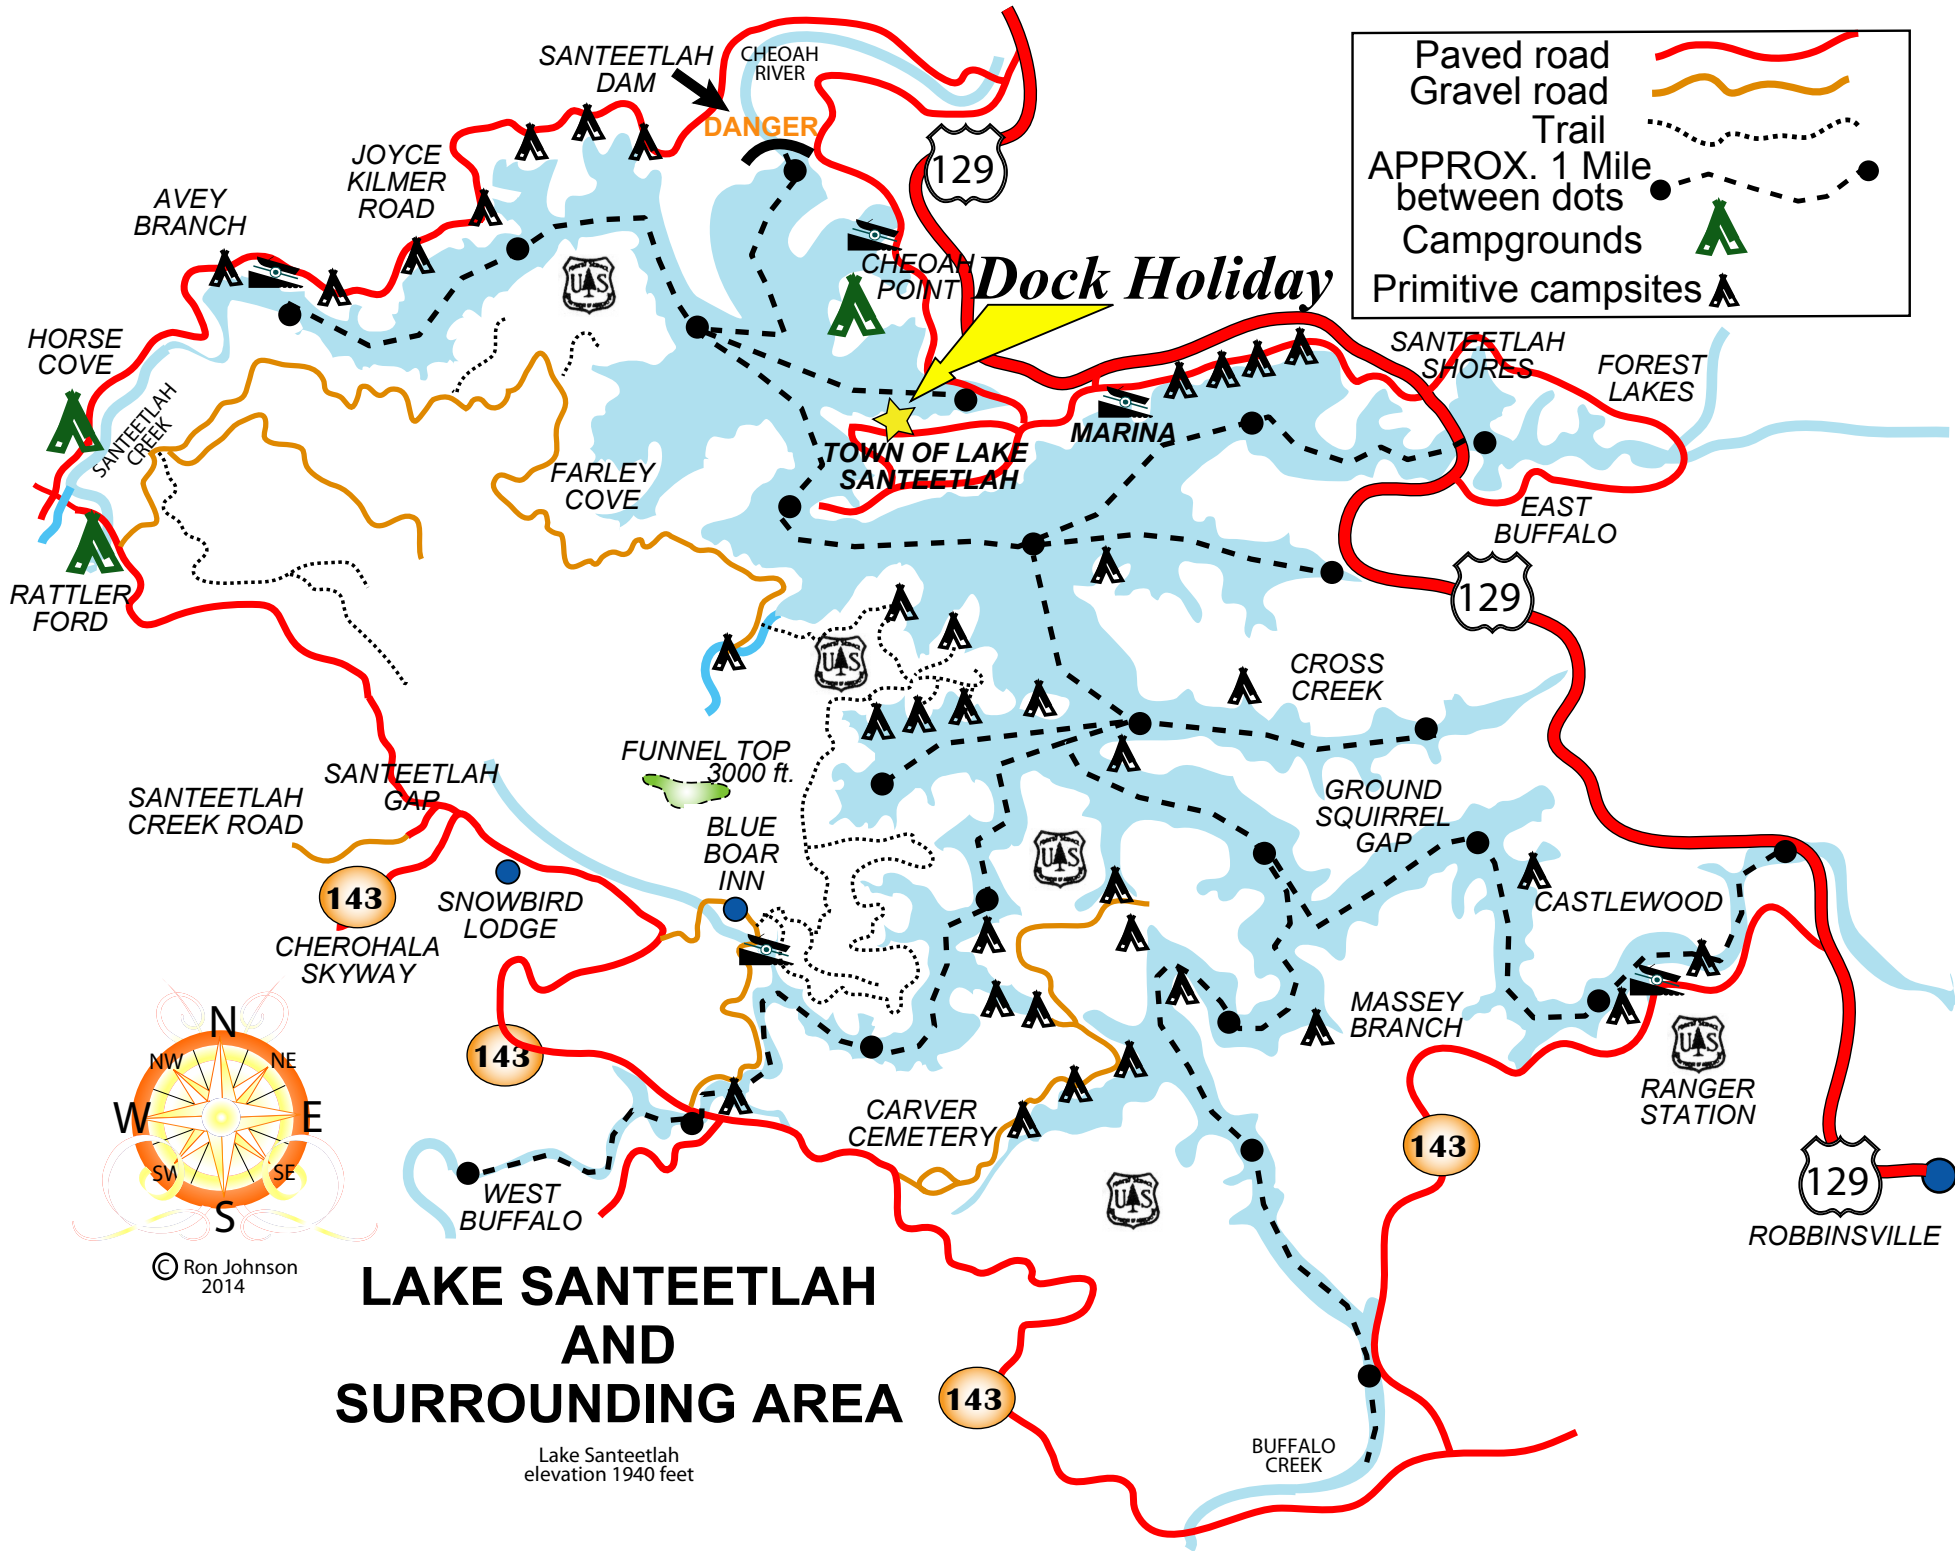 SANTEETLAH
DAM
CHEOAH
RIVER
DANGER
Paved road
Gravel road
Trail
APPROX. 1 Mile
between dots
Campgrounds
Primitive campsites
129
JOYCE
KILMER
ROAD
AVEY
BRANCH
US
CHEOAH
POINT
Dock Holiday
HORSE
COVE
SANTEETLAH
CREEK
SANTEETLAH
SHORES
FOREST
LAKES
MARINA
TOWN OF LAKE
SANTEETLAH
FARLEY
COVE
EAST
BUFFALO
RATTLER
FORD
129
US
CROSS
CREEK
FUNNEL TOP
3000 ft.
SANTEETLAH
GAP
SANTEETLAH
CREEK ROAD
GROUND
SQUIRREL
GAP
BLUE
BOAR
INN
US
143
SNOWBIRD
LODGE
CASTLEWOOD
CHEROHALA
SKYWAY
MASSEY
BRANCH
US
RANGER
STATION
143
N
NW
NE
W
E
SW
SE
S
CARVER
CEMETERY
143
WEST
BUFFALO
US
129
ROBBINSVILLE
© Ron Johnson
2014
LAKE SANTEETLAH
AND
SURROUNDING AREA
143
Lake Santeetlah
elevation 1940 feet
BUFFALO
CREEK